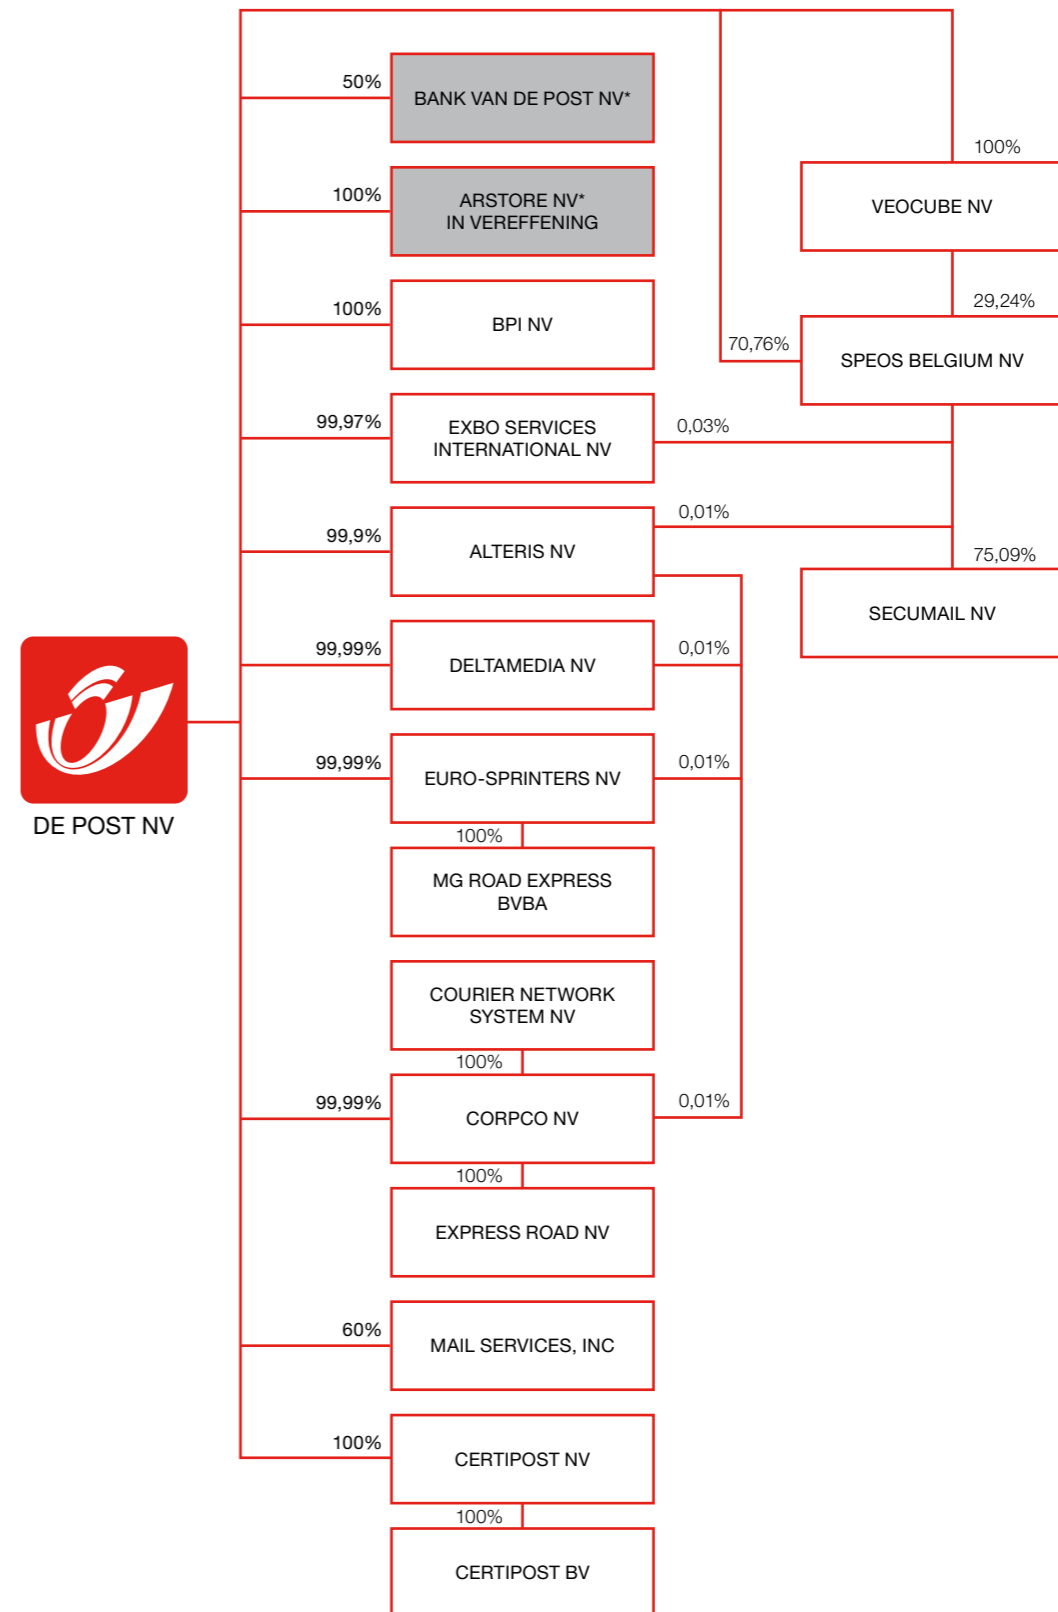 50%
BANK VAN DE POST NV*
100%
ARSTORE NV*
IN VEREFFENING
100%
VEOCUBE NV
100%
BPI NV
29,24%
70,76%
SPEOS BELGIUM NV
99,97%
EXBO SERVICES
INTERNATIONAL NV
0,03%
99,9%
ALTERIS NV
0,01%
75,09%
SECUMAIL NV
99,99%
DELTAMEDIA NV
0,01%
DE POST NV
99,99%
EURO-SPRINTERS NV
0,01%
100%
MG ROAD EXPRESS
BVBA
COURIER NETWORK
SYSTEM NV
100%
99,99%
CORPCO NV
0,01%
100%
EXPRESS ROAD NV
60%
MAIL SERVICES, INC
100%
CERTIPOST NV
100%
CERTIPOST BV